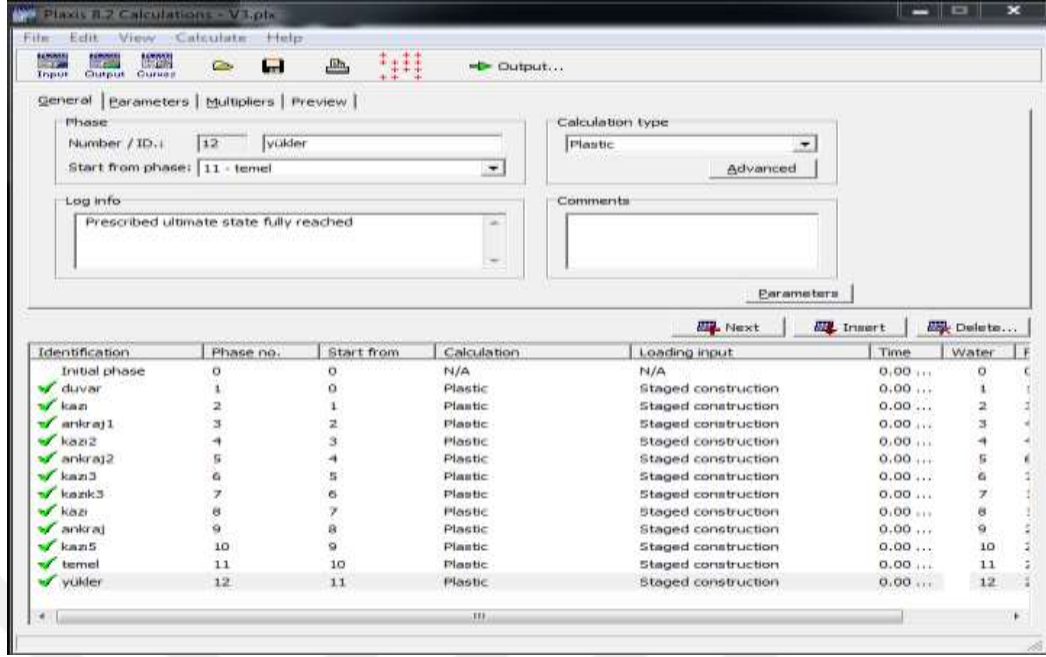 Plaxis 8.2 Calculations - V3.plx
File Edit View Calculate Help
Input Output Curves Output...
General Parameters Multipliers Preview
Phase
Number / ID.: 12 yükler
Start from phase: 11 - temel
Calculation type
Plastic
Advanced
Log info
Prescribed ultimate state fully reached
Comments
Parameters
Next Insert Delete...
Identification Phase no. Start from Calculation Loading input Time Water F
Initial phase 0 0 N/A N/A 0.00 ... 0
duvar 1 0 Plastic Staged construction 0.00 ... 1
kazı 2 1 Plastic Staged construction 0.00 ... 2
ankraj1 3 2 Plastic Staged construction 0.00 ... 3
kazı2 4 3 Plastic Staged construction 0.00 ... 4
ankraj2 5 4 Plastic Staged construction 0.00 ... 5
kazı3 6 5 Plastic Staged construction 0.00 ... 6
kazık3 7 6 Plastic Staged construction 0.00 ... 7
kazı 8 7 Plastic Staged construction 0.00 ... 8
ankraj 9 8 Plastic Staged construction 0.00 ... 9
kazı5 10 9 Plastic Staged construction 0.00 ... 10
temel 11 10 Plastic Staged construction 0.00 ... 11
yükler 12 11 Plastic Staged construction 0.00 ... 12